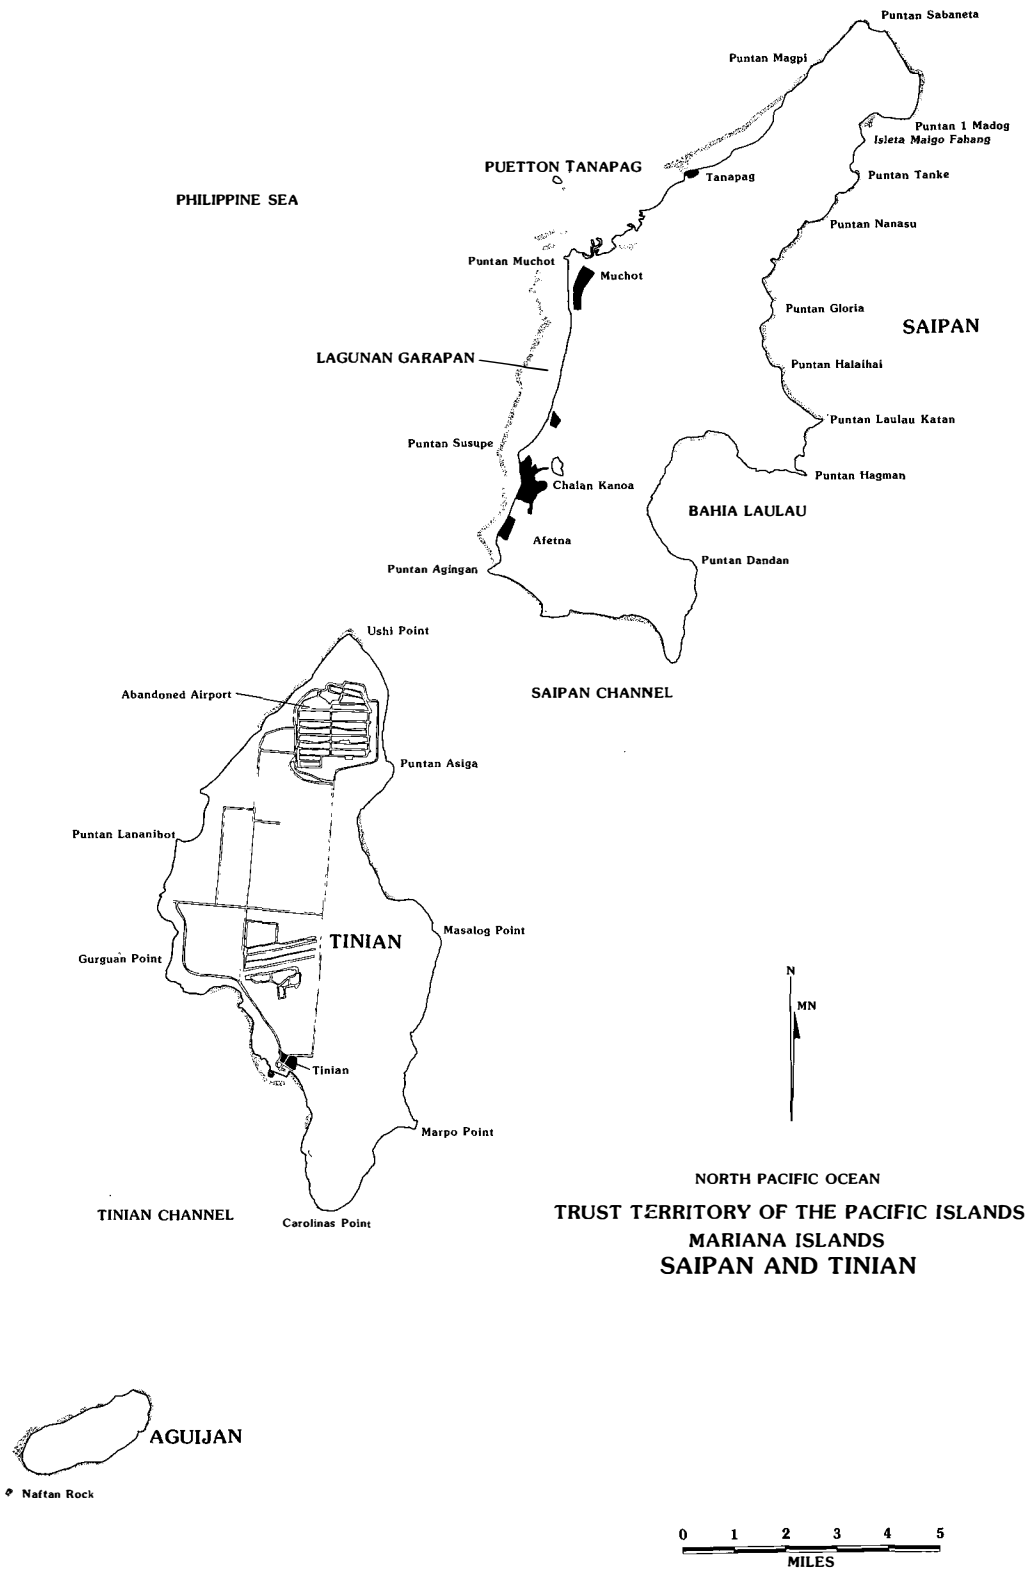 Puntan Sabaneta
Puntan Magpi
Puntan 1 Madog
Isleta Maigo Fahang
PUETTON TANAPAG
Tanapag
Puntan Tanke
PHILIPPINE SEA
Puntan Nanasu
Puntan Muchot
Muchot
Puntan Gloria
SAIPAN
LAGUNAN GARAPAN
Puntan Halaihai
Puntan Laulau Katan
Puntan Susupe
Puntan Hagman
Chalan Kanoa
BAHIA LAULAU
Afetna
Puntan Dandan
Puntan Agingan
Ushi Point
Abandoned Airport
SAIPAN CHANNEL
Puntan Asiga
Puntan Lananibot
Masalog Point
TINIAN
Gurguan Point
N
MN
Tinian
Marpo Point
NORTH PACIFIC OCEAN
TINIAN CHANNEL
Carolinas Point
TRUST TERRITORY OF THE PACIFIC ISLANDS
MARIANA ISLANDS
SAIPAN AND TINIAN
AGUIJAN
Naftan Rock
0 1 2 3 4 5
MILES